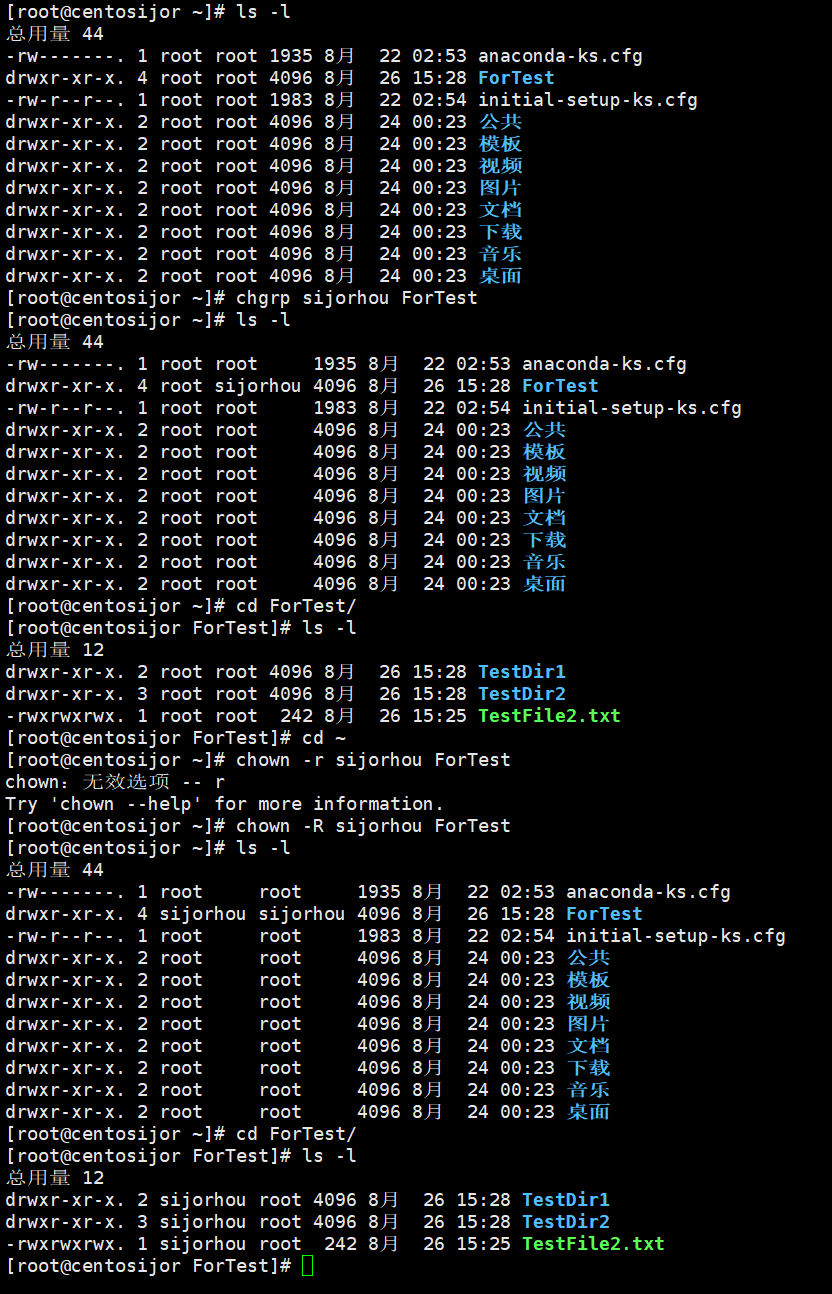 [root@centosijor ~]# ls -l
总用量 44
-rw-------. 1 root root 1935 8月  22 02:53 anaconda-ks.cfg
drwxr-xr-x. 4 root root 4096 8月  26 15:28 ForTest
-rw-r--r--. 1 root root 1983 8月  22 02:54 initial-setup-ks.cfg
drwxr-xr-x. 2 root root 4096 8月  24 00:23 公共
drwxr-xr-x. 2 root root 4096 8月  24 00:23 模板
drwxr-xr-x. 2 root root 4096 8月  24 00:23 视频
drwxr-xr-x. 2 root root 4096 8月  24 00:23 图片
drwxr-xr-x. 2 root root 4096 8月  24 00:23 文档
drwxr-xr-x. 2 root root 4096 8月  24 00:23 下载
drwxr-xr-x. 2 root root 4096 8月  24 00:23 音乐
drwxr-xr-x. 2 root root 4096 8月  24 00:23 桌面
[root@centosijor ~]# chgrp sijorhou ForTest
[root@centosijor ~]# ls -l
总用量 44
-rw-------. 1 root root     1935 8月  22 02:53 anaconda-ks.cfg
drwxr-xr-x. 4 root sijorhou 4096 8月  26 15:28 ForTest
-rw-r--r--. 1 root root     1983 8月  22 02:54 initial-setup-ks.cfg
drwxr-xr-x. 2 root root     4096 8月  24 00:23 公共
drwxr-xr-x. 2 root root     4096 8月  24 00:23 模板
drwxr-xr-x. 2 root root     4096 8月  24 00:23 视频
drwxr-xr-x. 2 root root     4096 8月  24 00:23 图片
drwxr-xr-x. 2 root root     4096 8月  24 00:23 文档
drwxr-xr-x. 2 root root     4096 8月  24 00:23 下载
drwxr-xr-x. 2 root root     4096 8月  24 00:23 音乐
drwxr-xr-x. 2 root root     4096 8月  24 00:23 桌面
[root@centosijor ~]# cd ForTest/
[root@centosijor ForTest]# ls -l
总用量 12
drwxr-xr-x. 2 root root 4096 8月  26 15:28 TestDir1
drwxr-xr-x. 3 root root 4096 8月  26 15:28 TestDir2
-rwxrwxrwx. 1 root root  242 8月  26 15:25 TestFile2.txt
[root@centosijor ForTest]# cd ~
[root@centosijor ~]# chown -r sijorhou ForTest
chown：无效选项 -- r
Try 'chown --help' for more information.
[root@centosijor ~]# chown -R sijorhou ForTest
[root@centosijor ~]# ls -l
总用量 44
-rw-------. 1 root     root     1935 8月  22 02:53 anaconda-ks.cfg
drwxr-xr-x. 4 sijorhou sijorhou 4096 8月  26 15:28 ForTest
-rw-r--r--. 1 root     root     1983 8月  22 02:54 initial-setup-ks.cfg
drwxr-xr-x. 2 root     root     4096 8月  24 00:23 公共
drwxr-xr-x. 2 root     root     4096 8月  24 00:23 模板
drwxr-xr-x. 2 root     root     4096 8月  24 00:23 视频
drwxr-xr-x. 2 root     root     4096 8月  24 00:23 图片
drwxr-xr-x. 2 root     root     4096 8月  24 00:23 文档
drwxr-xr-x. 2 root     root     4096 8月  24 00:23 下载
drwxr-xr-x. 2 root     root     4096 8月  24 00:23 音乐
drwxr-xr-x. 2 root     root     4096 8月  24 00:23 桌面
[root@centosijor ~]# cd ForTest/
[root@centosijor ForTest]# ls -l
总用量 12
drwxr-xr-x. 2 sijorhou root 4096 8月  26 15:28 TestDir1
drwxr-xr-x. 3 sijorhou root 4096 8月  26 15:28 TestDir2
-rwxrwxrwx. 1 sijorhou root  242 8月  26 15:25 TestFile2.txt
[root@centosijor ForTest]#